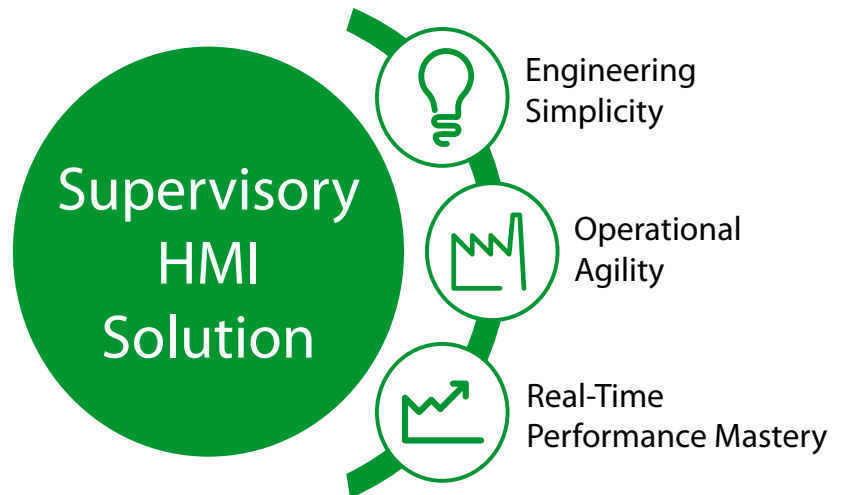 Supervisory
HMI
Solution
Engineering
Simplicity
Operational
Agility
Real-Time
Performance Mastery